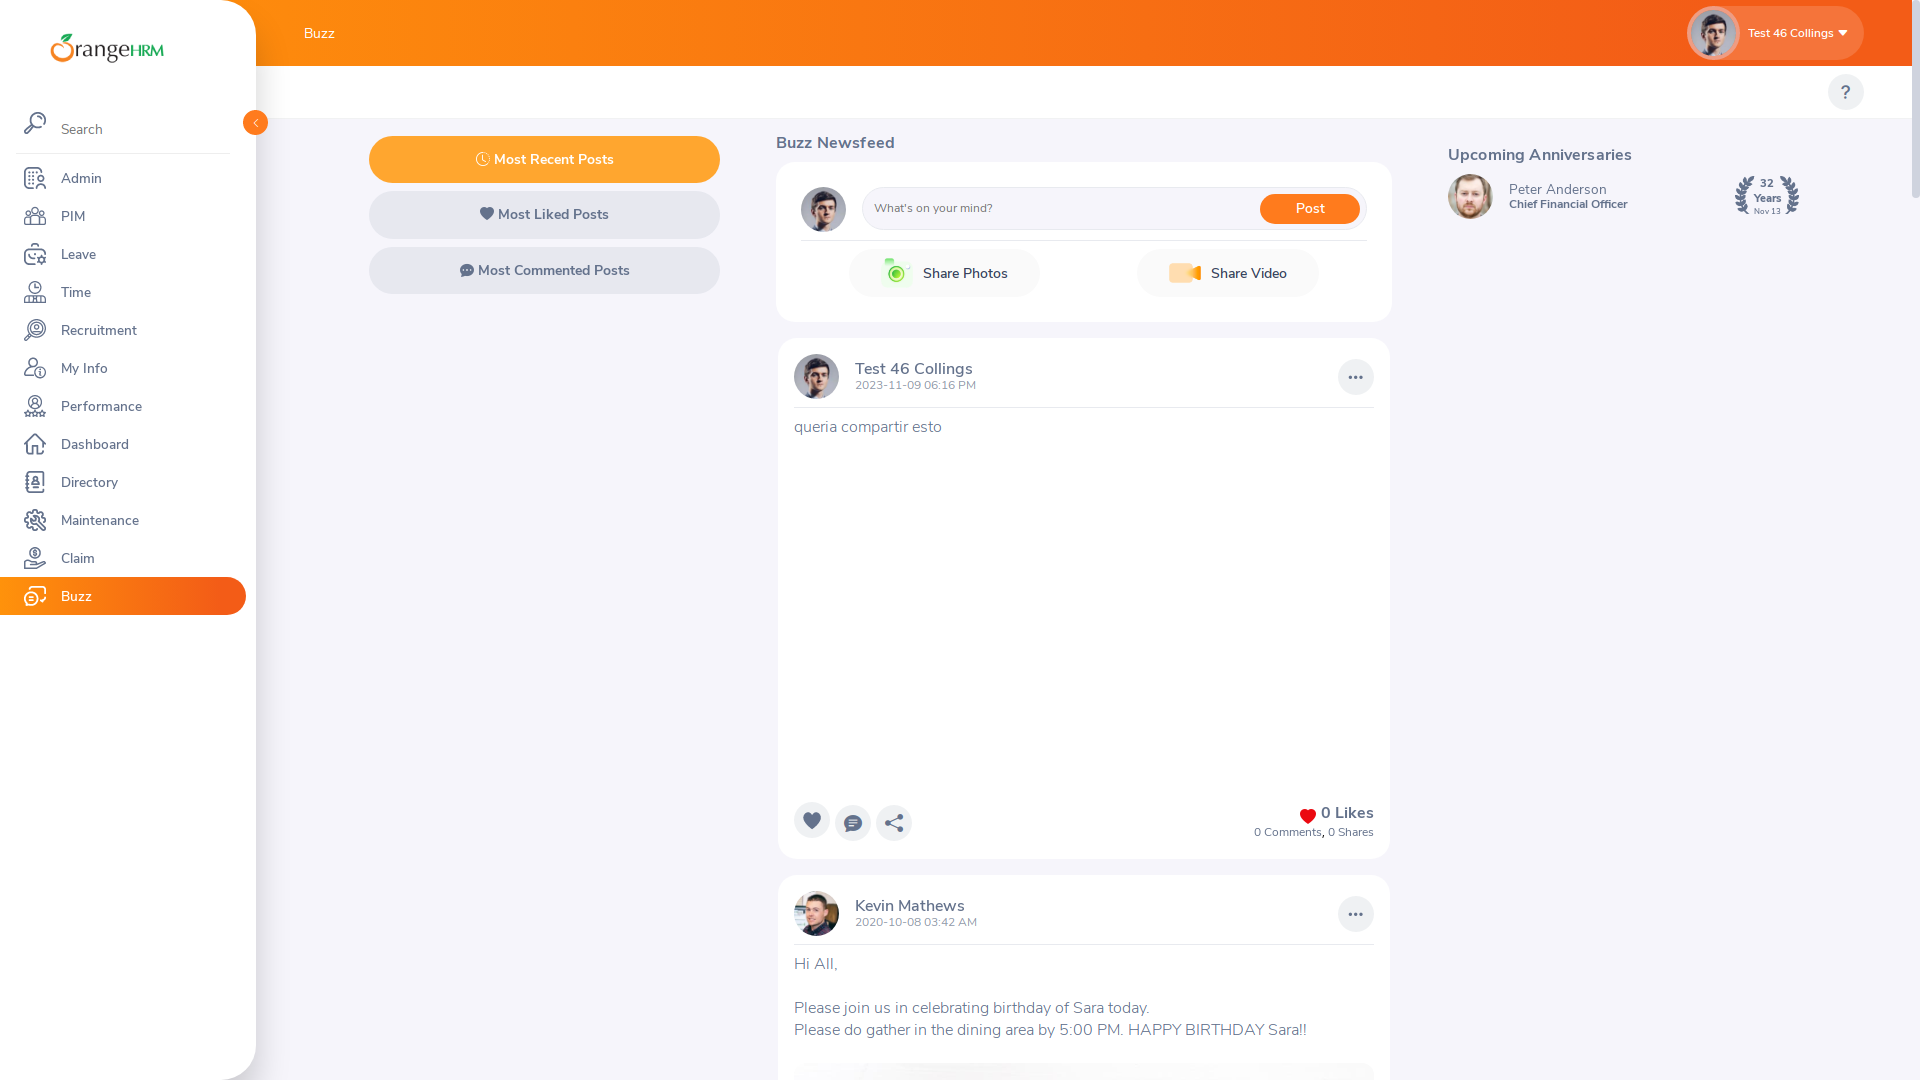 OrangeHRM
Search
Admin
PIM
Leave
Time
Recruitment
My Info
Performance
Dashboard
Directory
Maintenance
Claim
Buzz
Buzz
Test 46 Collings
?
Most Recent Posts
Most Liked Posts
Most Commented Posts
Buzz Newsfeed
What's on your mind?
Post
Share Photos
Share Video
Test 46 Collings
2023-11-09 06:16 PM
queria compartir esto
0 Likes
0 Comments, 0 Shares
Kevin Mathews
2020-10-08 03:42 AM
Hi All,
Please join us in celebrating birthday of Sara today.
Please do gather in the dining area by 5:00 PM. HAPPY BIRTHDAY Sara!!
Upcoming Anniversaries
Peter Anderson
Chief Financial Officer
32
Years
Nov 13